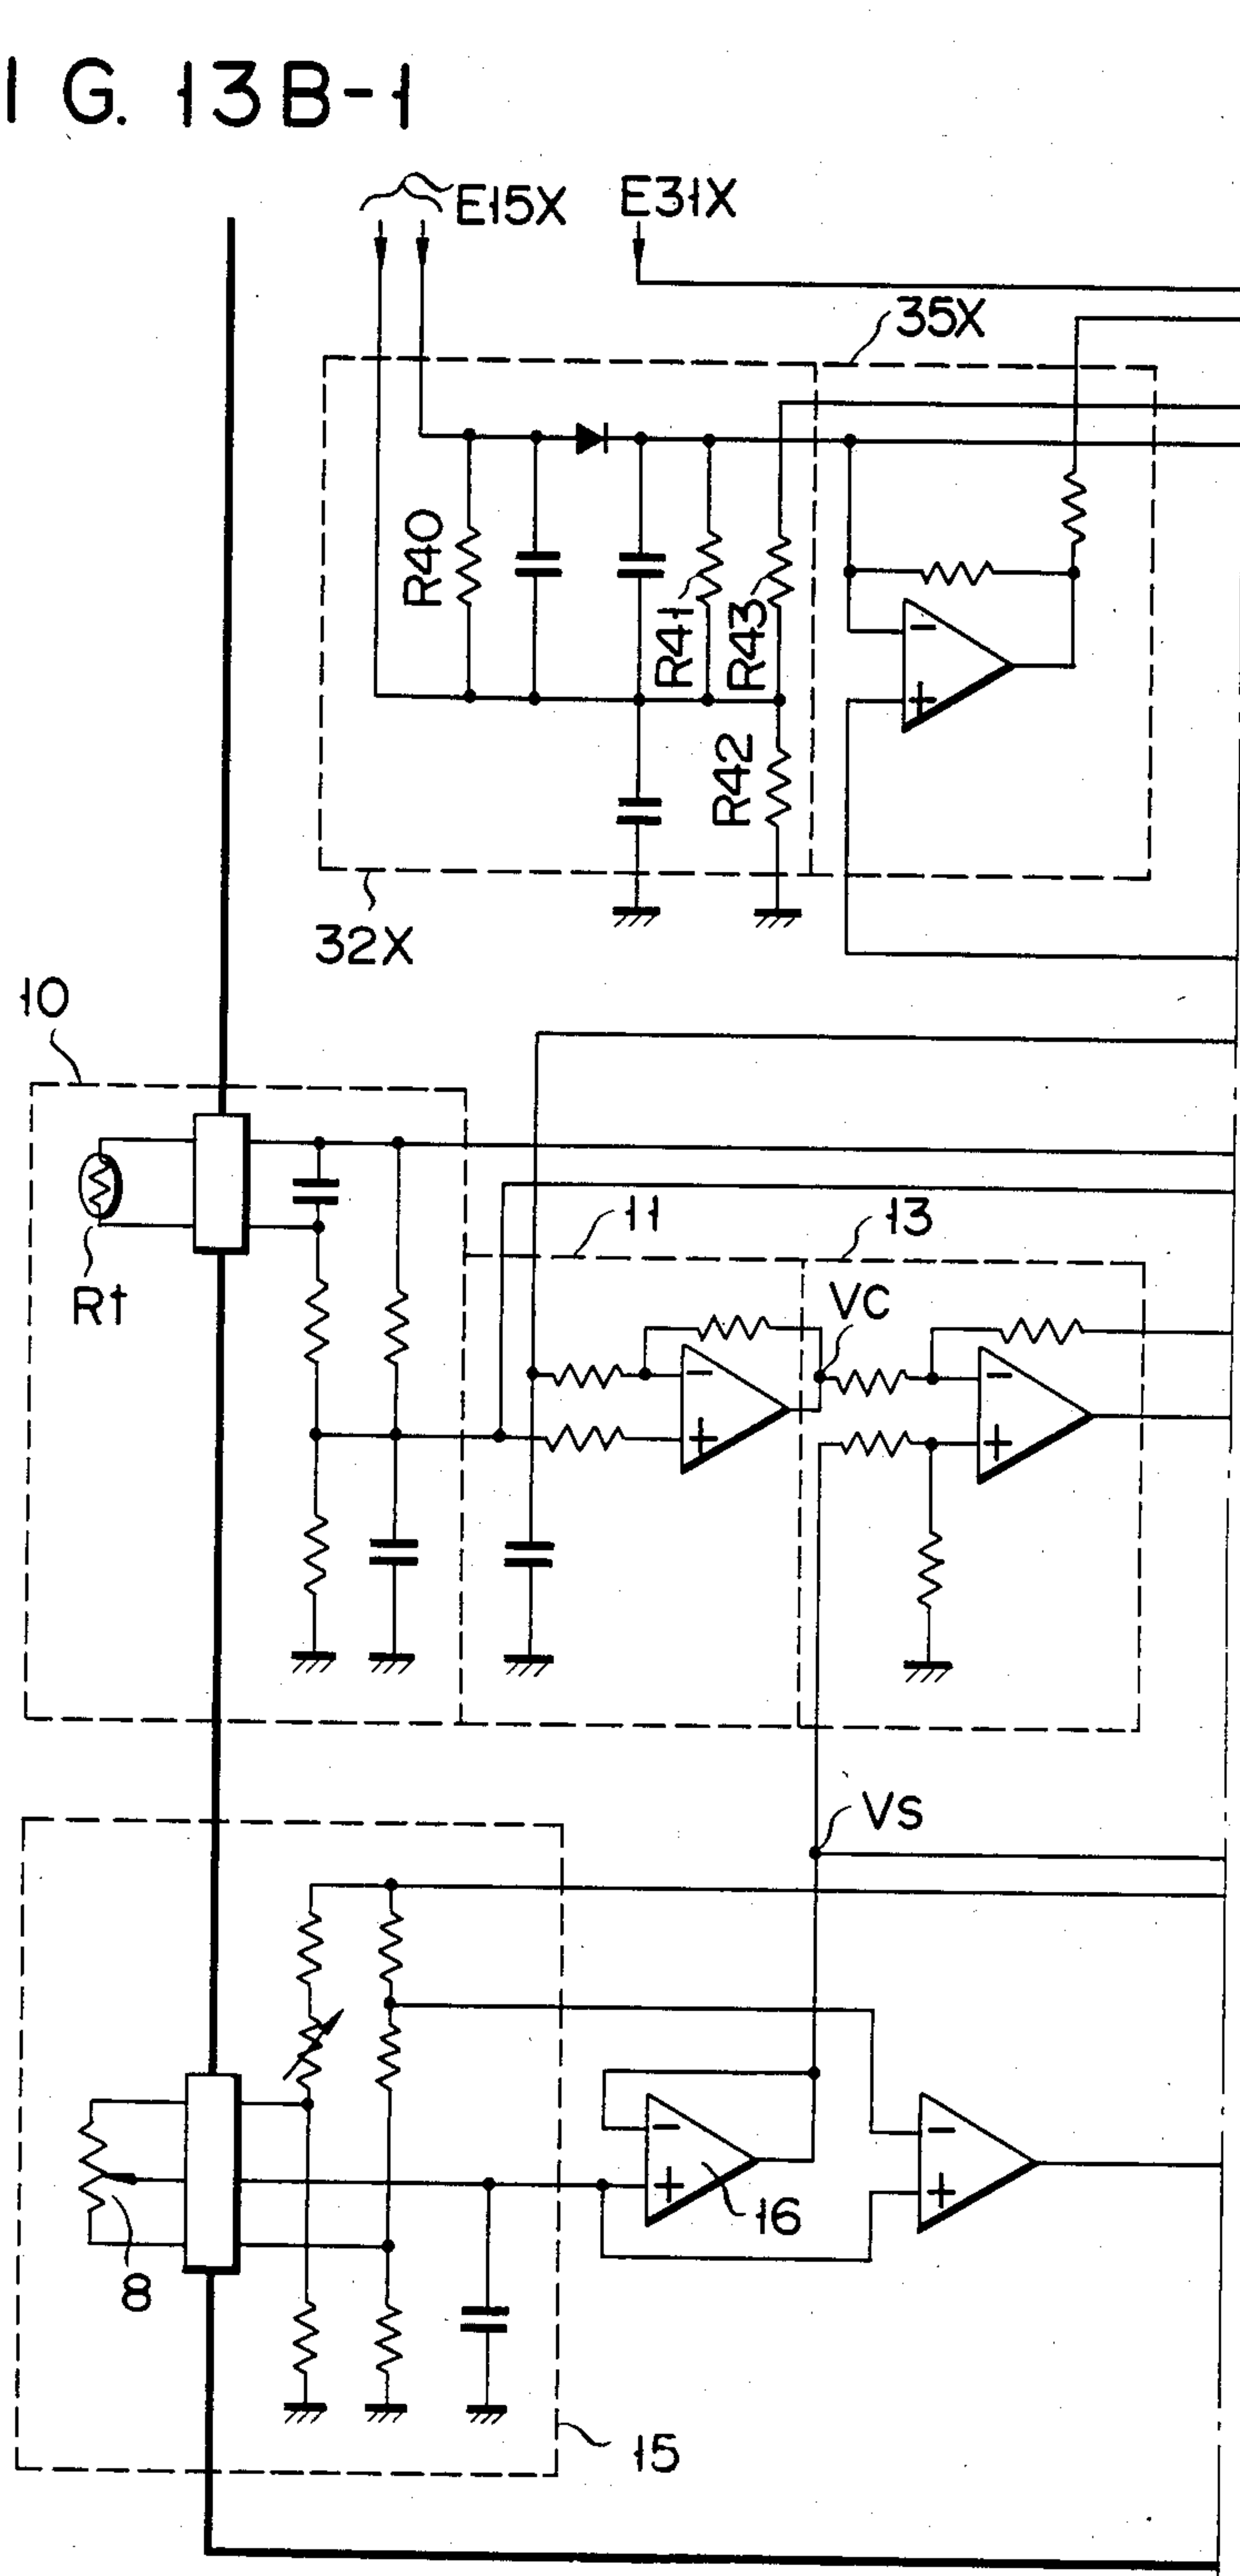 I G. 13B-1
E15X
E31X
35X
R40
R41
R43
R42
32X
10
Rt
11
13
VC
VS
8
16
15